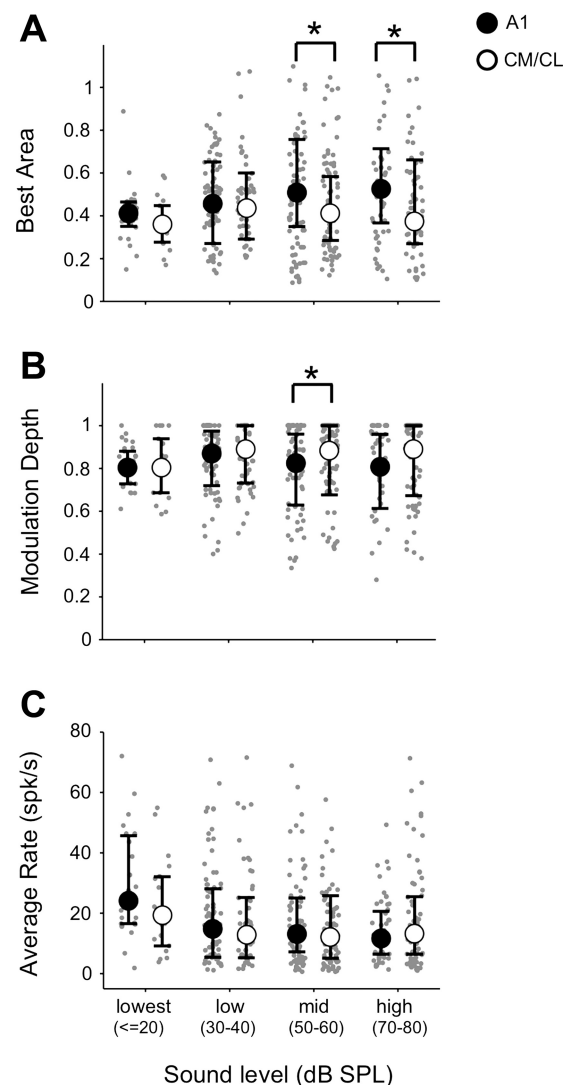 A
A1
CM/CL
* *
1
0.8
0.6
0.4
0.2
0
Best Area
B
*
1
0.8
0.6
0.4
0.2
0
Modulation Depth
C
80
60
40
20
0
Average Rate (spk/s)
lowest low mid high
(<=20) (30-40) (50-60) (70-80)
Sound level (dB SPL)